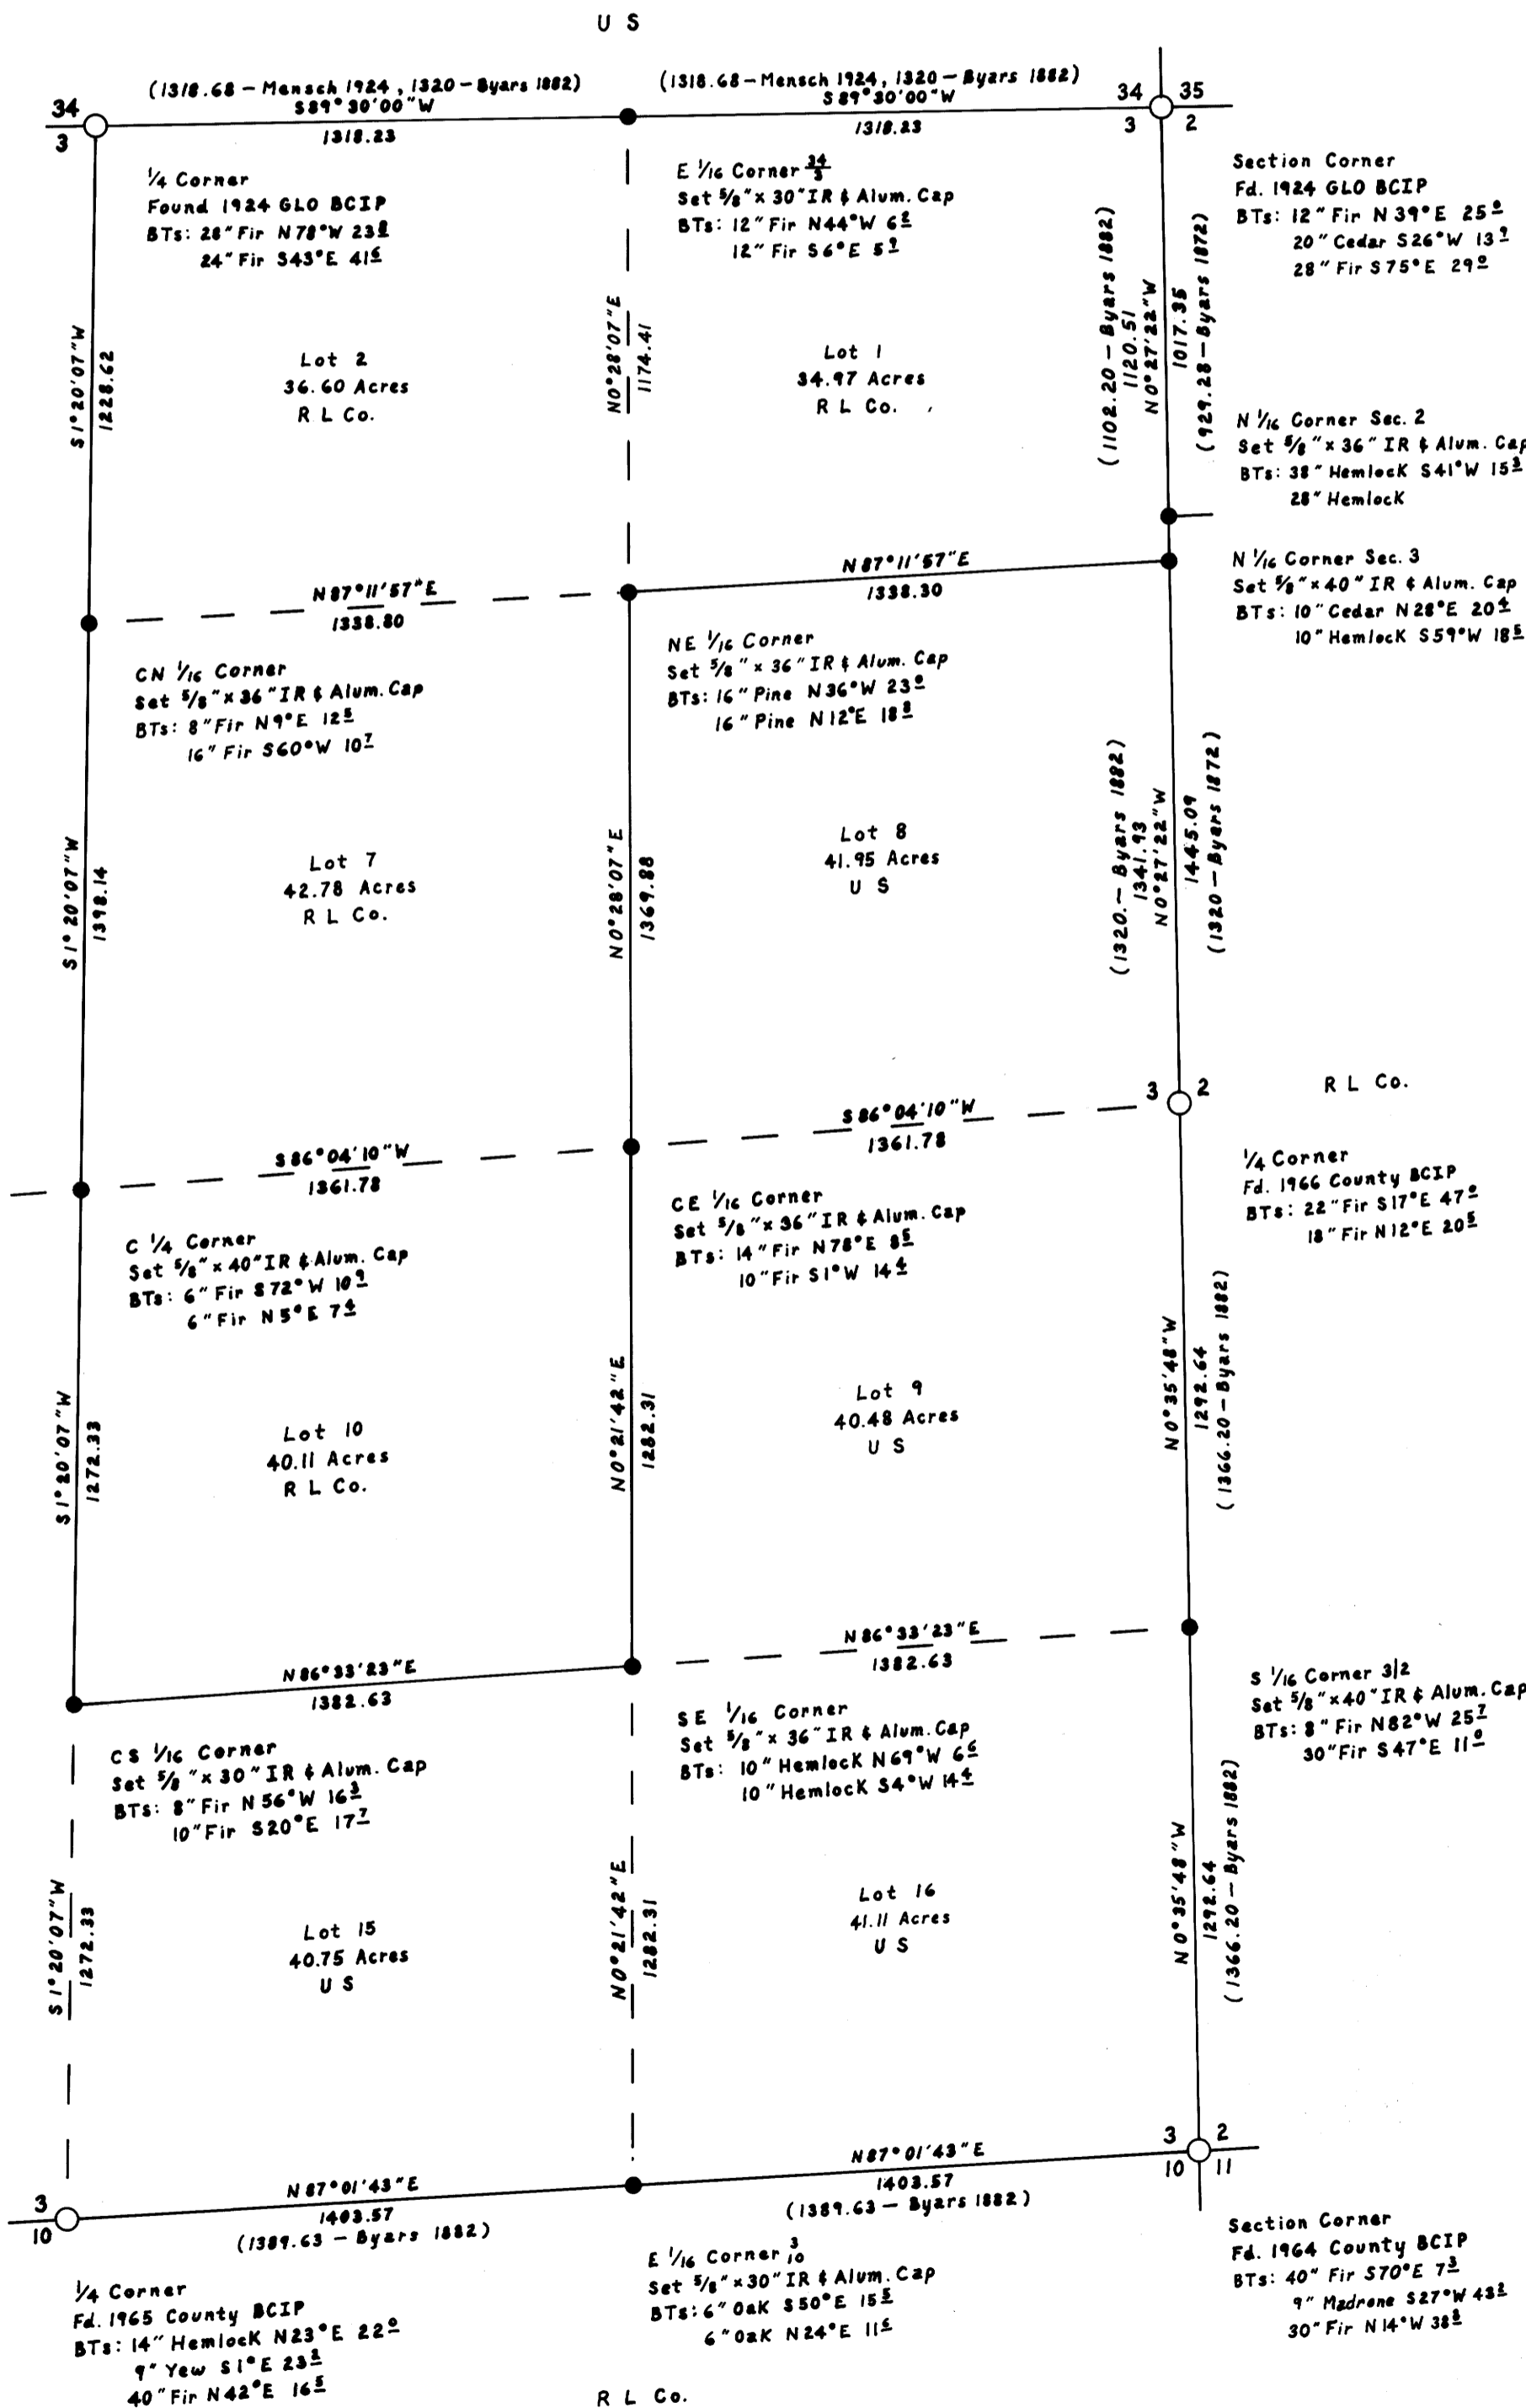 U S
(1318.68 – Mensch 1924, 1320 – Byars 1882)
S89°30'00"W
1318.23
(1318.68 – Mensch 1924, 1320 – Byars 1882)
S89°30'00"W
1318.23
34
3
34 35
3 2
1/4 Corner
Found 1924 GLO BCIP
BTs: 28" Fir N78°W
24" Fir S43°E 41
E 1/16 Corner 34/3
Set 5/8" x 30" IR & Alum. Cap
BTs: 12" Fir N44°W
12" Fir S6°E 5 9
Section Corner
Fd. 1924 GLO BCIP
BTs: 12" Fir N39°E 25 0
20" Cedar S26°W 13 9
28" Fir S75°E 29 0
S1°20'07"W
1228.62
Lot 2
36.60 Acres
R L Co.
N0°28'07"E
1174.41
Lot 1
34.97 Acres
R L Co.
(1102.20 – Byars 1882)
1120.51
N0°27'22"W
1017.35
(929.28 – Byars 1872)
N 1/16 Corner Sec. 2
Set 5/8" x 36" IR & Alum. Cap
BTs: 38" Hemlock S41°W 15 3
28" Hemlock
N87°11'57"E
1338.80
N87°11'57"E
1338.30
N 1/16 Corner Sec. 3
Set 5/8" x 40" IR & Alum. Cap
BTs: 10" Cedar N28°E 20 4
10" Hemlock S59°W 18 5
CN 1/16 Corner
Set 5/8" x 36" IR & Alum. Cap
BTs: 8" Fir N9°E 12 5
16" Fir S60°W 10 7
NE 1/16 Corner
Set 5/8" x 36" IR & Alum. Cap
BTs: 16" Pine N36°W 23 0
16" Pine N12°E 18 8
S1°20'07"W
1398.14
Lot 7
42.78 Acres
R L Co.
N0°28'07"E
1369.88
Lot 8
41.95 Acres
U S
(1320. – Byars 1882)
1341.93
N0°27'22"W
1445.09
(1320 – Byars 1872)
S86°04'10"W
1361.78
S86°04'10"W
1361.78
3 2
R L Co.
C 1/4 Corner
Set 5/8" x 40" IR & Alum. Cap
BTs: 6" Fir S72°W 10 9
6" Fir N5°E 7 4
CE 1/16 Corner
Set 5/8" x 36" IR & Alum. Cap
BTs: 14" Fir N78°E 8 5
10" Fir S1°W 14 4
1/4 Corner
Fd. 1966 County BCIP
BTs: 22" Fir S17°E 47 0
18" Fir N12°E 20 5
S1°20'07"W
1272.33
Lot 10
40.11 Acres
R L Co.
N0°21'42"E
1282.31
Lot 9
40.48 Acres
U S
N0°35'48"W
1292.64
(1366.20 – Byars 1882)
N86°33'23"E
1382.63
N86°33'23"E
1382.63
CS 1/16 Corner
Set 5/8" x 30" IR & Alum. Cap
BTs: 8" Fir N56°W 16 3
10" Fir S20°E 17 7
SE 1/16 Corner
Set 5/8" x 36" IR & Alum. Cap
BTs: 10" Hemlock N69°W 6 6
10" Hemlock S4°W 14 4
S 1/16 Corner 3|2
Set 5/8" x 40" IR & Alum. Cap
BTs: 8" Fir N82°W 25 7
30" Fir S47°E 11 0
S1°20'07"W
1272.33
Lot 15
40.75 Acres
U S
N0°21'42"E
1282.31
Lot 16
41.11 Acres
U S
N0°35'48"W
1292.64
(1366.20 – Byars 1882)
3
10
N87°01'43"E
1403.57
(1389.63 – Byars 1882)
N87°01'43"E
1403.57
(1389.63 – Byars 1882)
3 2
10 11
1/4 Corner
Fd. 1965 County BCIP
BTs: 14" Hemlock N23°E 22 0
9" Yew S1°E 23
40" Fir N42°E 16 5
E 1/16 Corner 3/10
Set 5/8" x 30" IR & Alum. Cap
BTs: 6" Oak S50°E 15 5
6" Oak N24°E 11
Section Corner
Fd. 1964 County BCIP
BTs: 40" Fir S70°E 7 3
9" Madrone S27°W 43
30" Fir N14°W 38
R L Co.